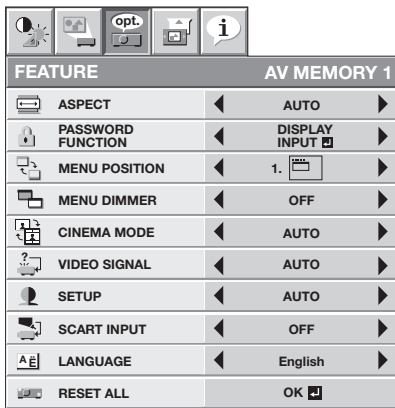 opt.
i
FEATURE AV MEMORY 1
ASPECT AUTO
PASSWORD FUNCTION DISPLAY INPUT
MENU POSITION 1.
MENU DIMMER OFF
CINEMA MODE AUTO
? VIDEO SIGNAL AUTO
SETUP AUTO
SCART INPUT OFF
AË LANGUAGE English
RESET ALL OK